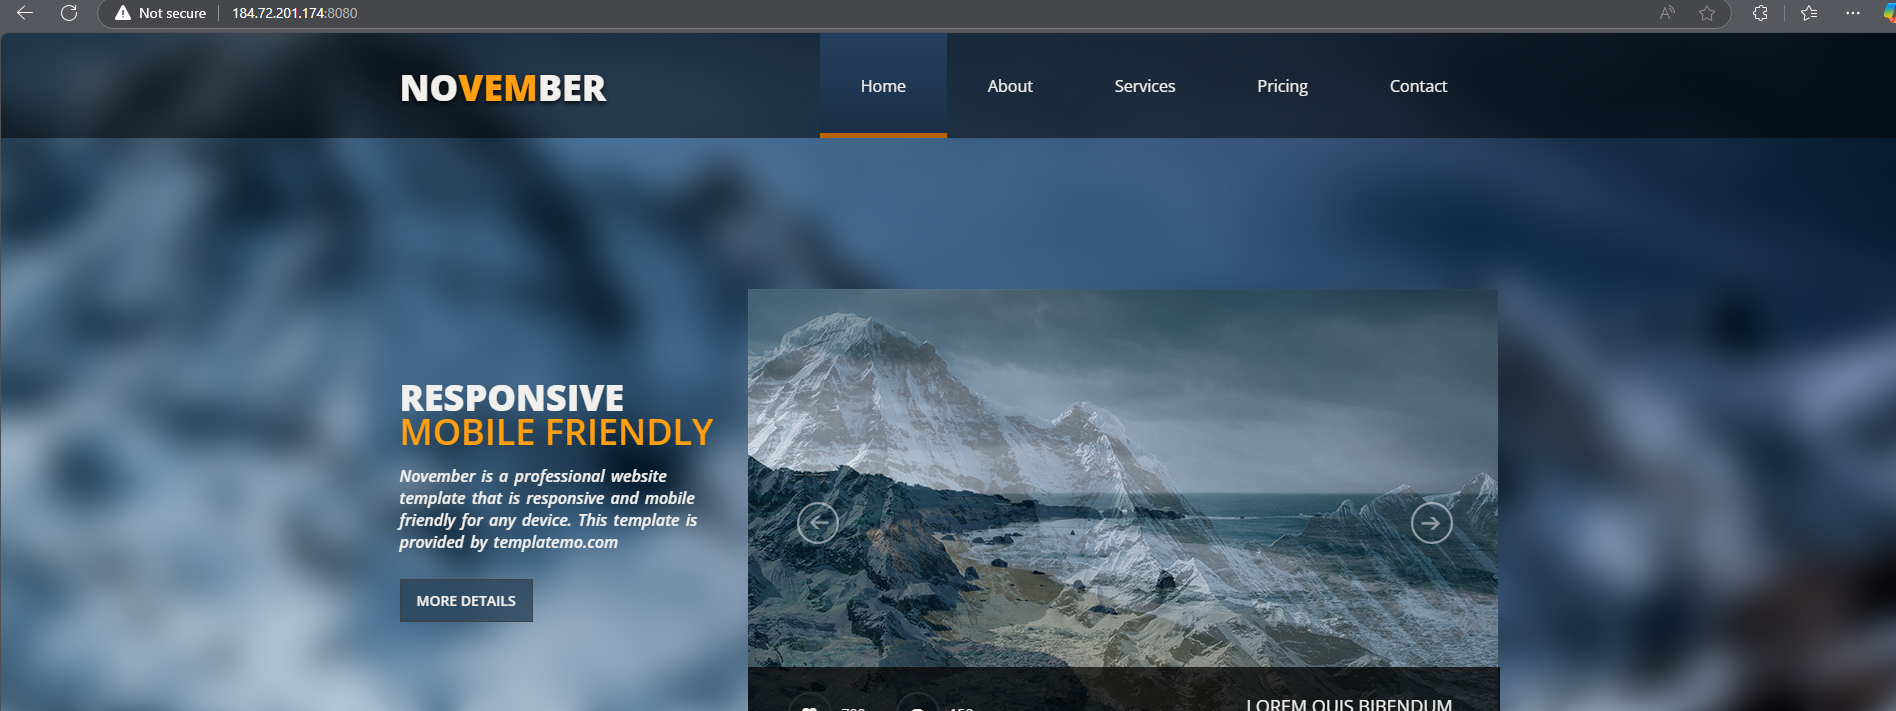 Not secure
184.72.201.174:8080
NOVEMBER
Home
About
Services
Pricing
Contact
RESPONSIVE
MOBILE FRIENDLY
November is a professional website
template that is responsive and mobile
friendly for any device. This template is
provided by templatemo.com
MORE DETAILS
LOREM QUIS BIBENDUM